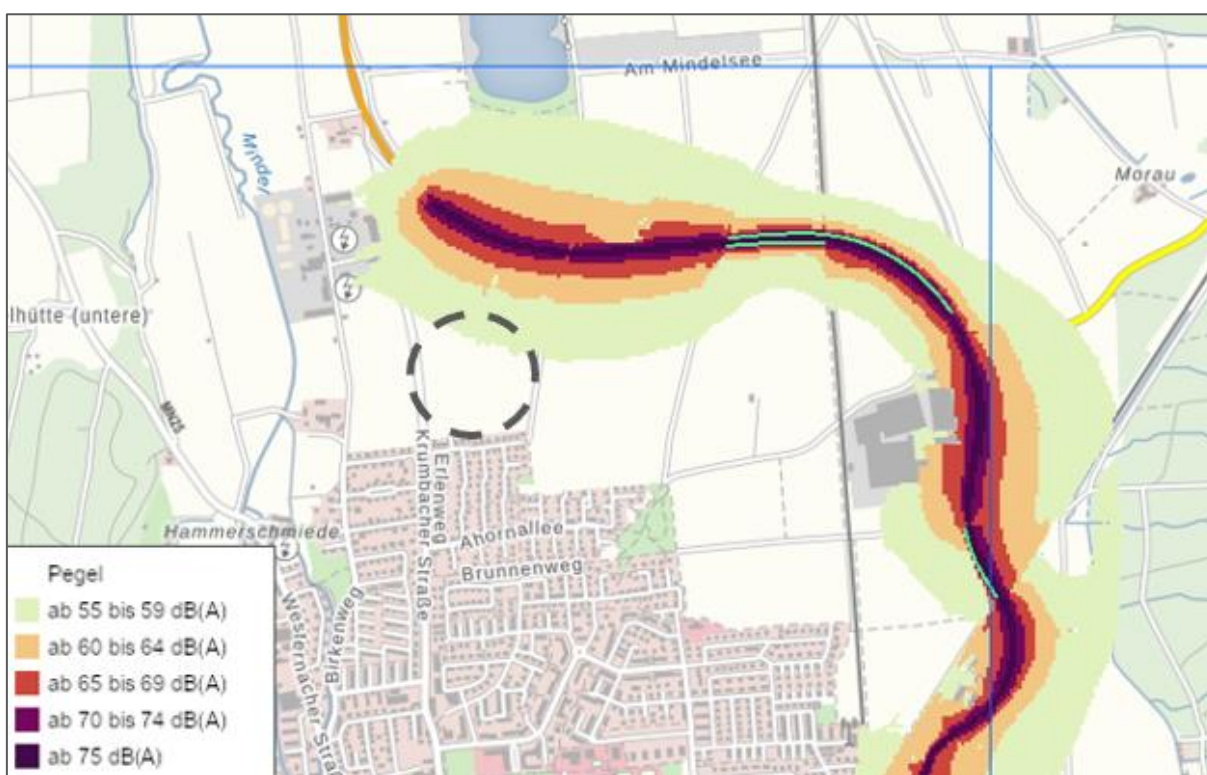 Am Mindelsee
Mindel
Morau
lhütte (untere)
MN25
Krumbacher Straße
Erlenweg
Hammerschmiede
Ahornallee
Brunnenweg
Birkenweg
Westernacher Straß
Pegel
ab 55 bis 59 dB(A)
ab 60 bis 64 dB(A)
ab 65 bis 69 dB(A)
ab 70 bis 74 dB(A)
ab 75 dB(A)